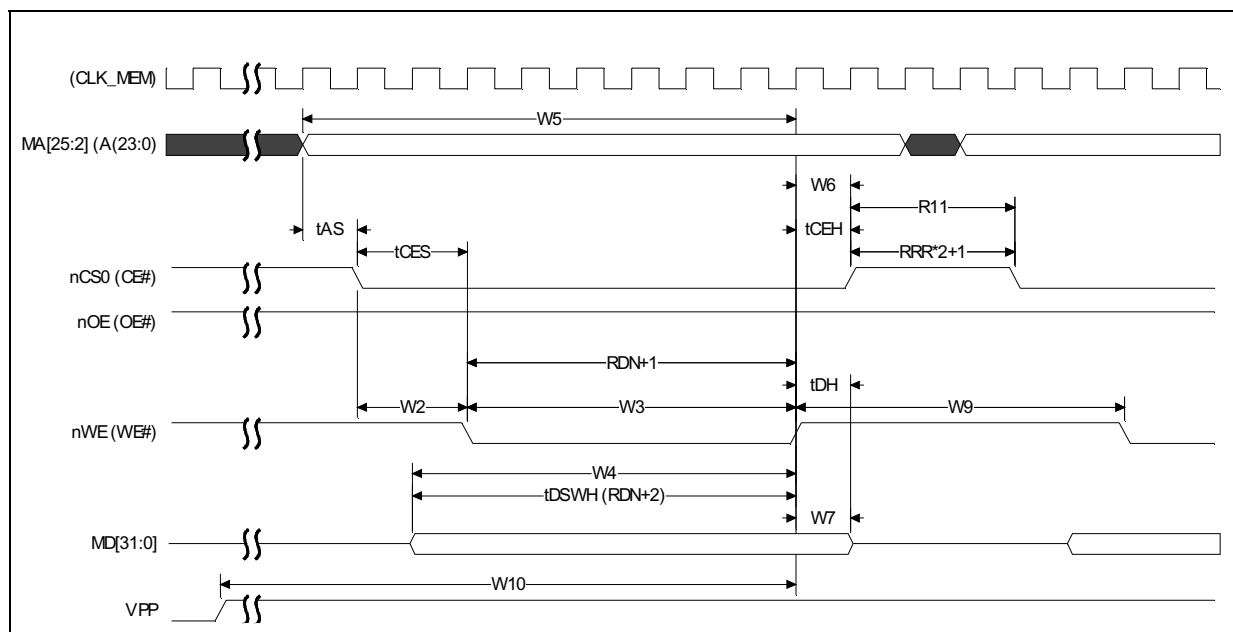 (CLK_MEM)
W5
MA[25:2] (A(23:0)
W6
R11
tAS
tCEH
tCES
RRR*2+1
nCS0 (CE#)
nOE (OE#)
RDN+1
tDH
W2
W3
W9
nWE (WE#)
W4
tDSWH (RDN+2)
W7
MD[31:0]
W10
VPP